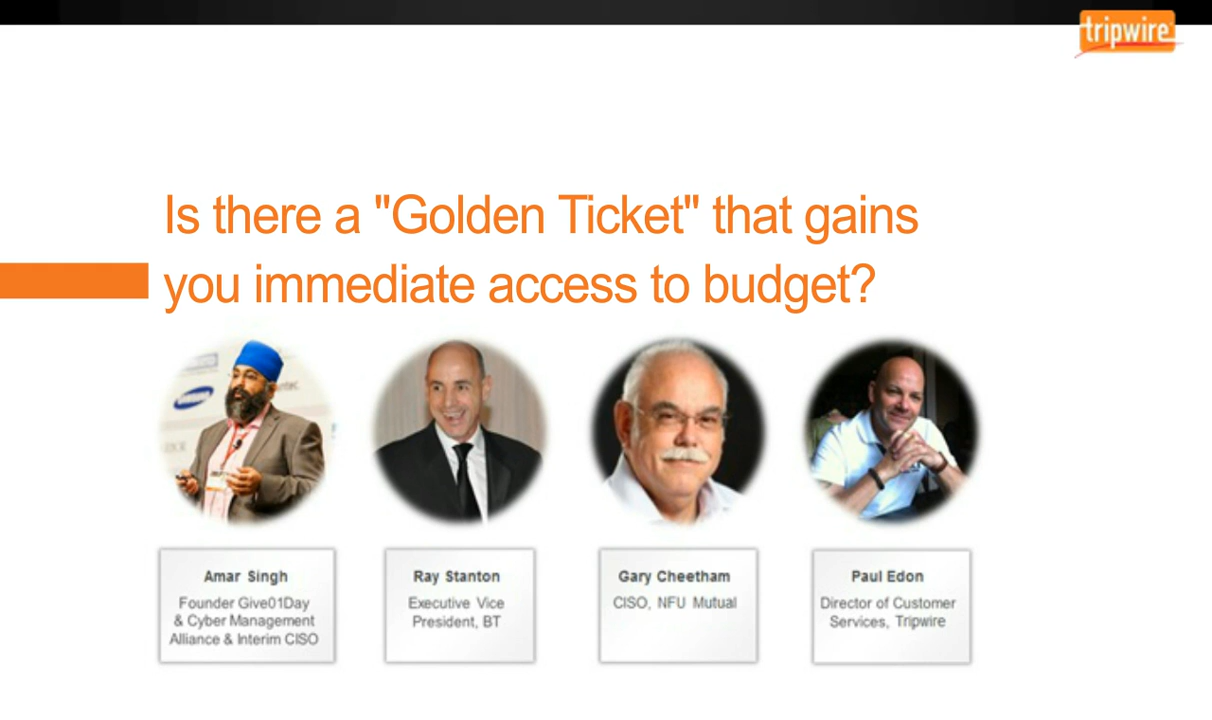 tripwire
Is there a "Golden Ticket" that gains
you immediate access to budget?
SAMSUNG
Amar Singh
Founder Give01Day
& Cyber Management
Alliance & Interim CISO
Ray Stanton
Executive Vice
President, BT
Gary Cheetham
CISO, NFU Mutual
Paul Edon
Director of Customer
Services, Tripwire